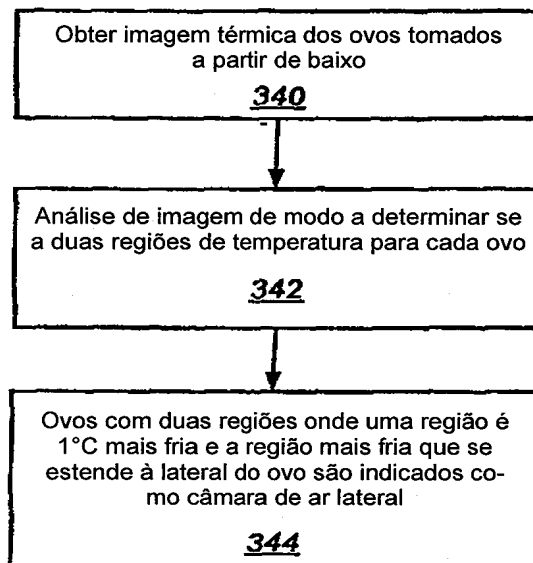 Obter imagem térmica dos ovos tomados
a partir de baixo
340
Análise de imagem de modo a determinar se
a duas regiões de temperatura para cada ovo
342
Ovos com duas regiões onde uma região é
1°C mais fria e a região mais fria que se
estende à lateral do ovo são indicados co-
mo câmara de ar lateral
344